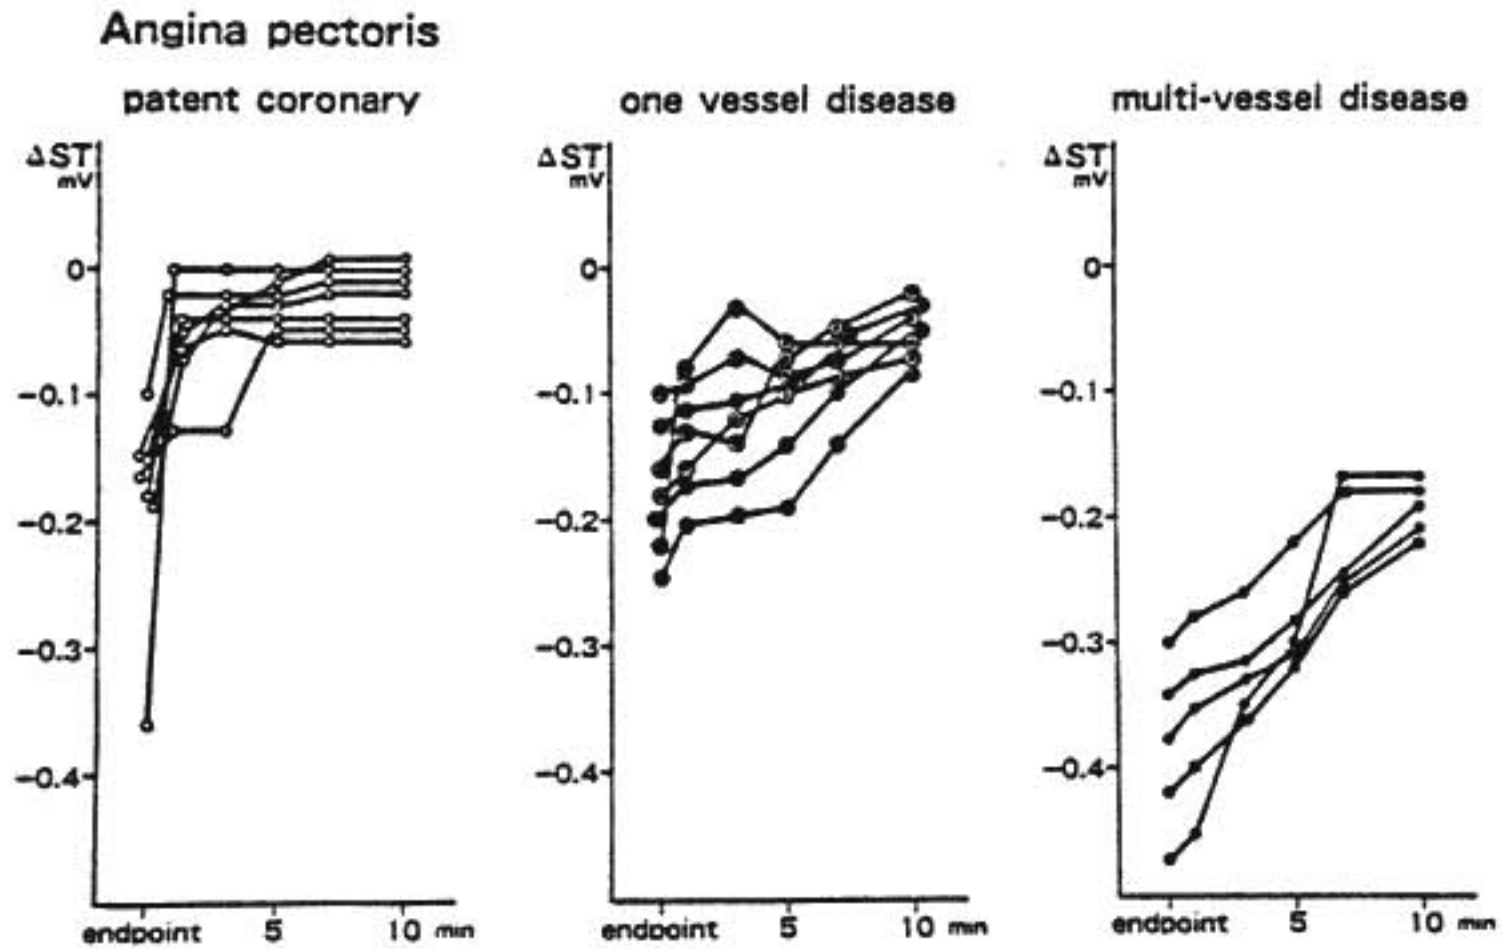 Angina pectoris
patent coronary
ΔST
mV
0
-0.1
-0.2
-0.3
-0.4
endpoint 5 10 min
one vessel disease
ΔST
mV
0
-0.1
-0.2
-0.3
-0.4
endpoint 5 10 min
multi-vessel disease
ΔST
mV
0
-0.1
-0.2
-0.3
-0.4
endpoint 5 10 min